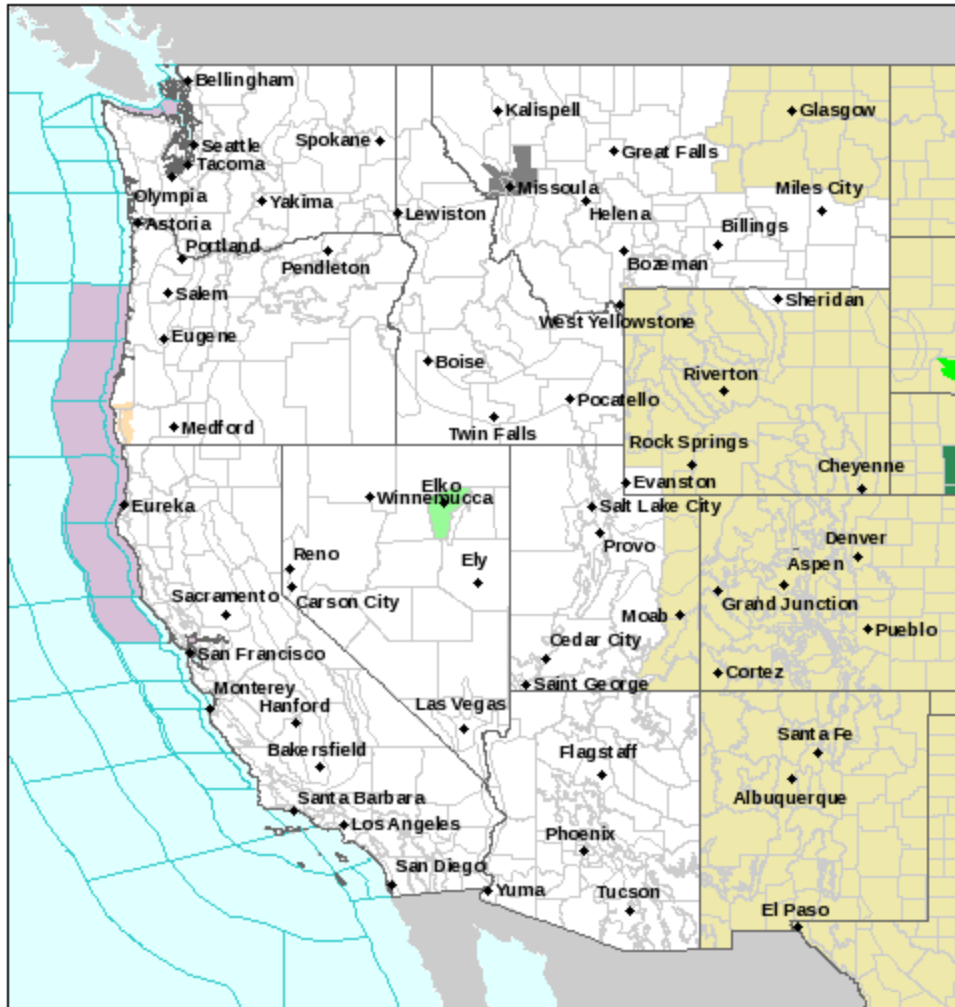 Bellingham
Kalispell
Glasgow
Spokane
Seattle
Great Falls
Tacoma
Missoula
Miles City
Olympia
Yakima
Lewiston
Helena
Astoria
Billings
Portland
Pendleton
Bozeman
Salem
Sheridan
West Yellowstone
Eugene
Boise
Riverton
Pocatello
Medford
Twin Falls
Rock Springs
Cheyenne
Elko
Evanston
Winnemucca
Eureka
Salt Lake City
Denver
Provo
Reno
Ely
Aspen
Sacramento
Carson City
Grand Junction
Moab
Pueblo
Cedar City
San Francisco
Cortez
Saint George
Monterey
Hanford
Las Vegas
Santa Fe
Bakersfield
Flagstaff
Santa Barbara
Albuquerque
Los Angeles
Phoenix
San Diego
Yuma
Tucson
El Paso